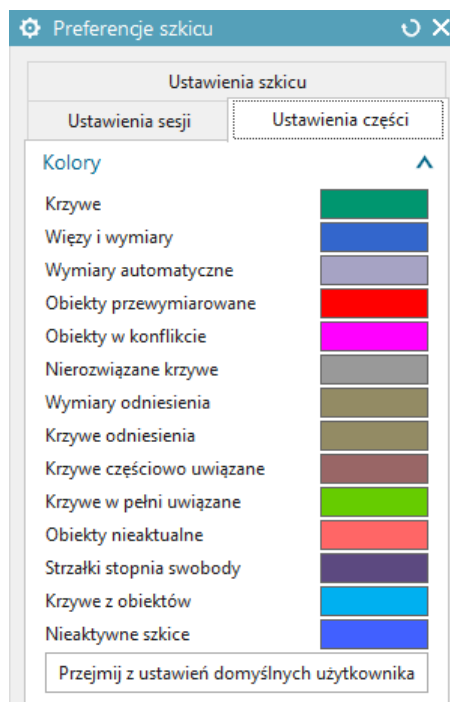 Preferencje szkicu
Ustawienia szkicu
Ustawienia sesji
Ustawienia części
Kolory
Krzywe
Więzy i wymiary
Wymiary automatyczne
Obiekty przewymiarowane
Obiekty w konflikcie
Nierozwiązane krzywe
Wymiary odniesienia
Krzywe odniesienia
Krzywe częściowo uwiązane
Krzywe w pełni uwiązane
Obiekty nieaktualne
Strzałki stopnia swobody
Krzywe z obiektów
Nieaktywne szkice
Przejmij z ustawień domyślnych użytkownika